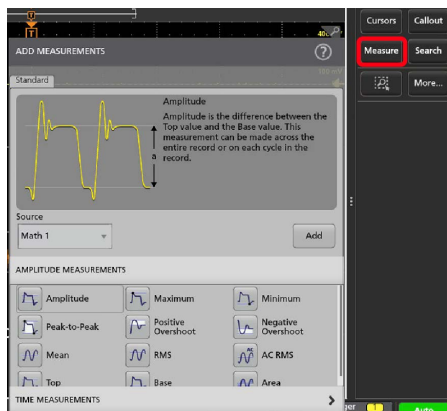 T
T
Cursors
Callout
ADD MEASUREMENTS
?
Measure
Search
Standard
More...
Amplitude
Amplitude is the difference between the
Top value and the Base value. This
measurement can be made across the
entire record or on each cycle in the
record.
a
Source
Math 1
Add
AMPLITUDE MEASUREMENTS
Amplitude
Maximum
Minimum
Peak-to-Peak
Positive
Overshoot
Negative
Overshoot
Mean
RMS
AC
AC RMS
Top
Base
Area
TIME MEASUREMENTS
1
Auto